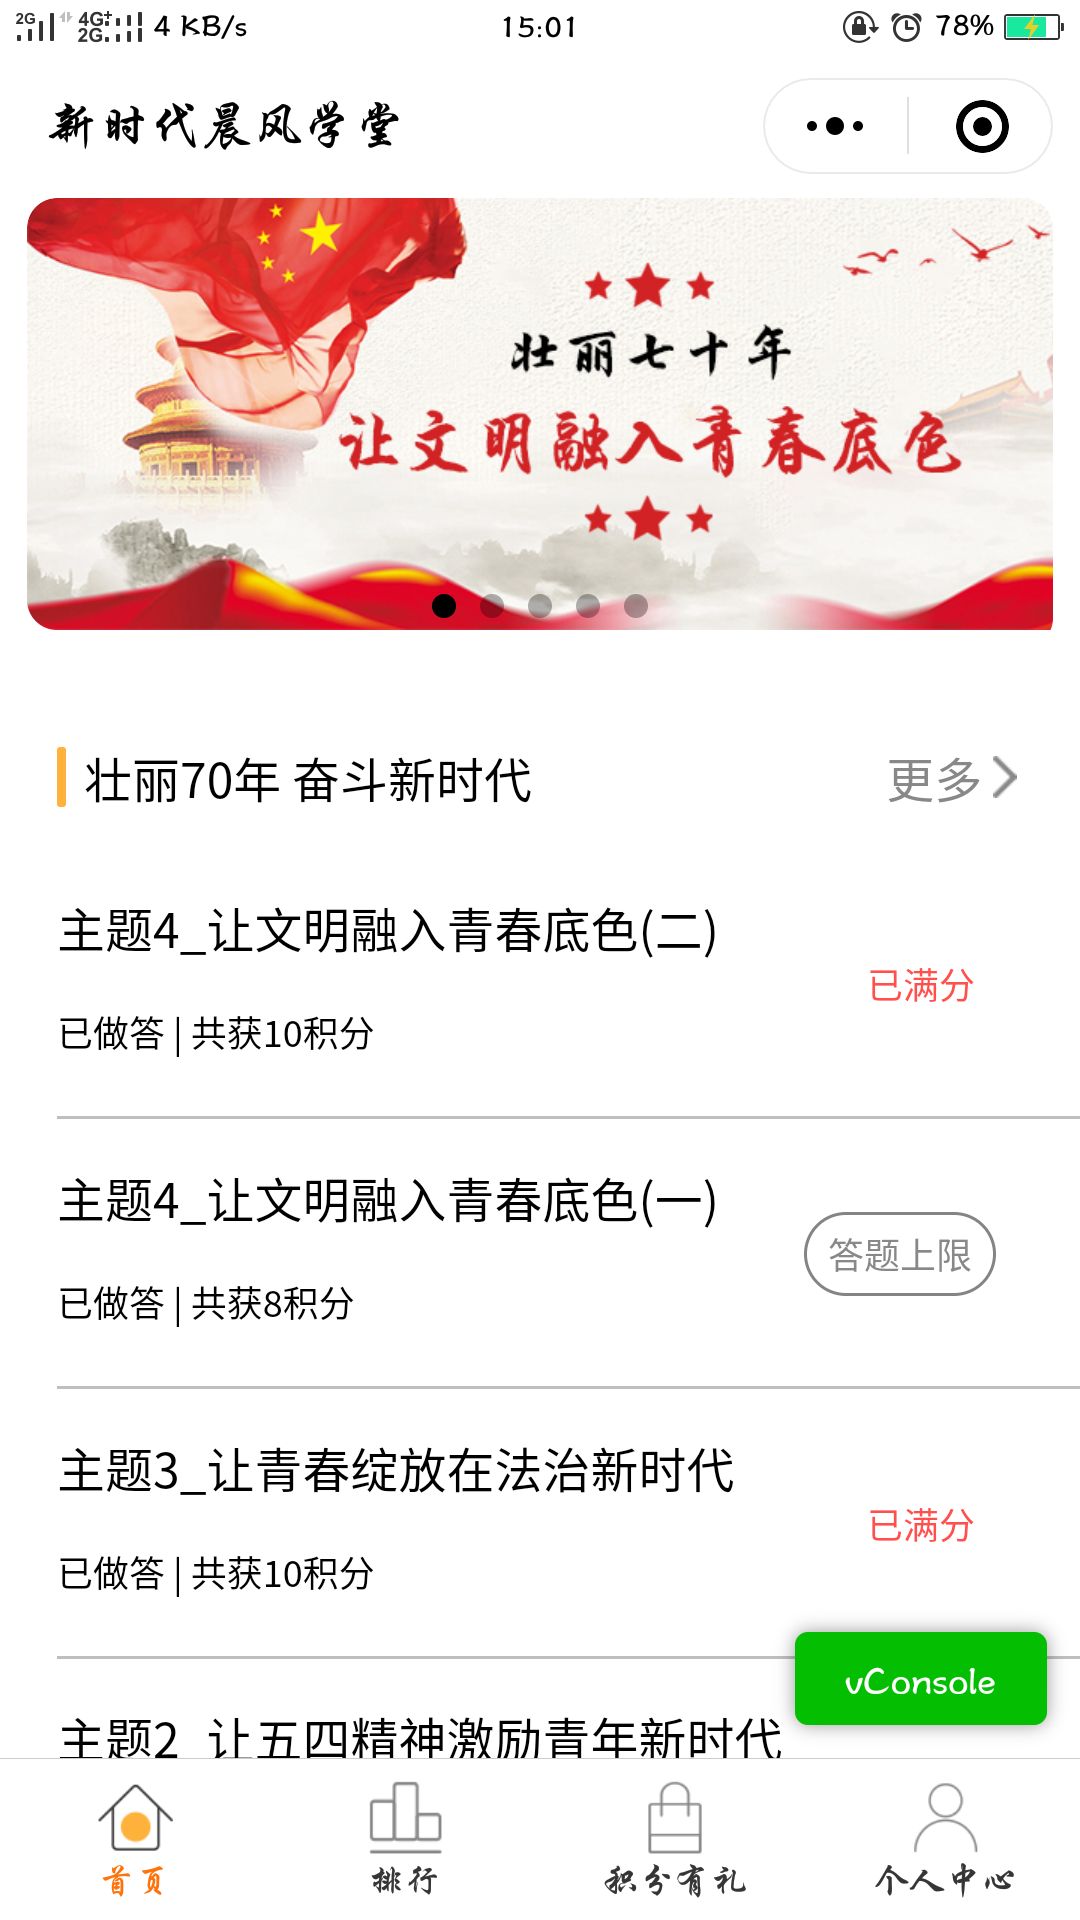 2G 4G+ 2G 4 KB/s 15:01 78%
新时代晨风学堂
壮丽七十年
让文明融入青春底色
壮丽70年 奋斗新时代 更多
主题4_让文明融入青春底色(二)
已满分
已做答 | 共获10积分
主题4_让文明融入青春底色(一)
答题上限
已做答 | 共获8积分
主题3_让青春绽放在法治新时代
已满分
已做答 | 共获10积分
vConsole
主题2_让五四精神激励青年新时代
首页 排行 积分有礼 个人中心